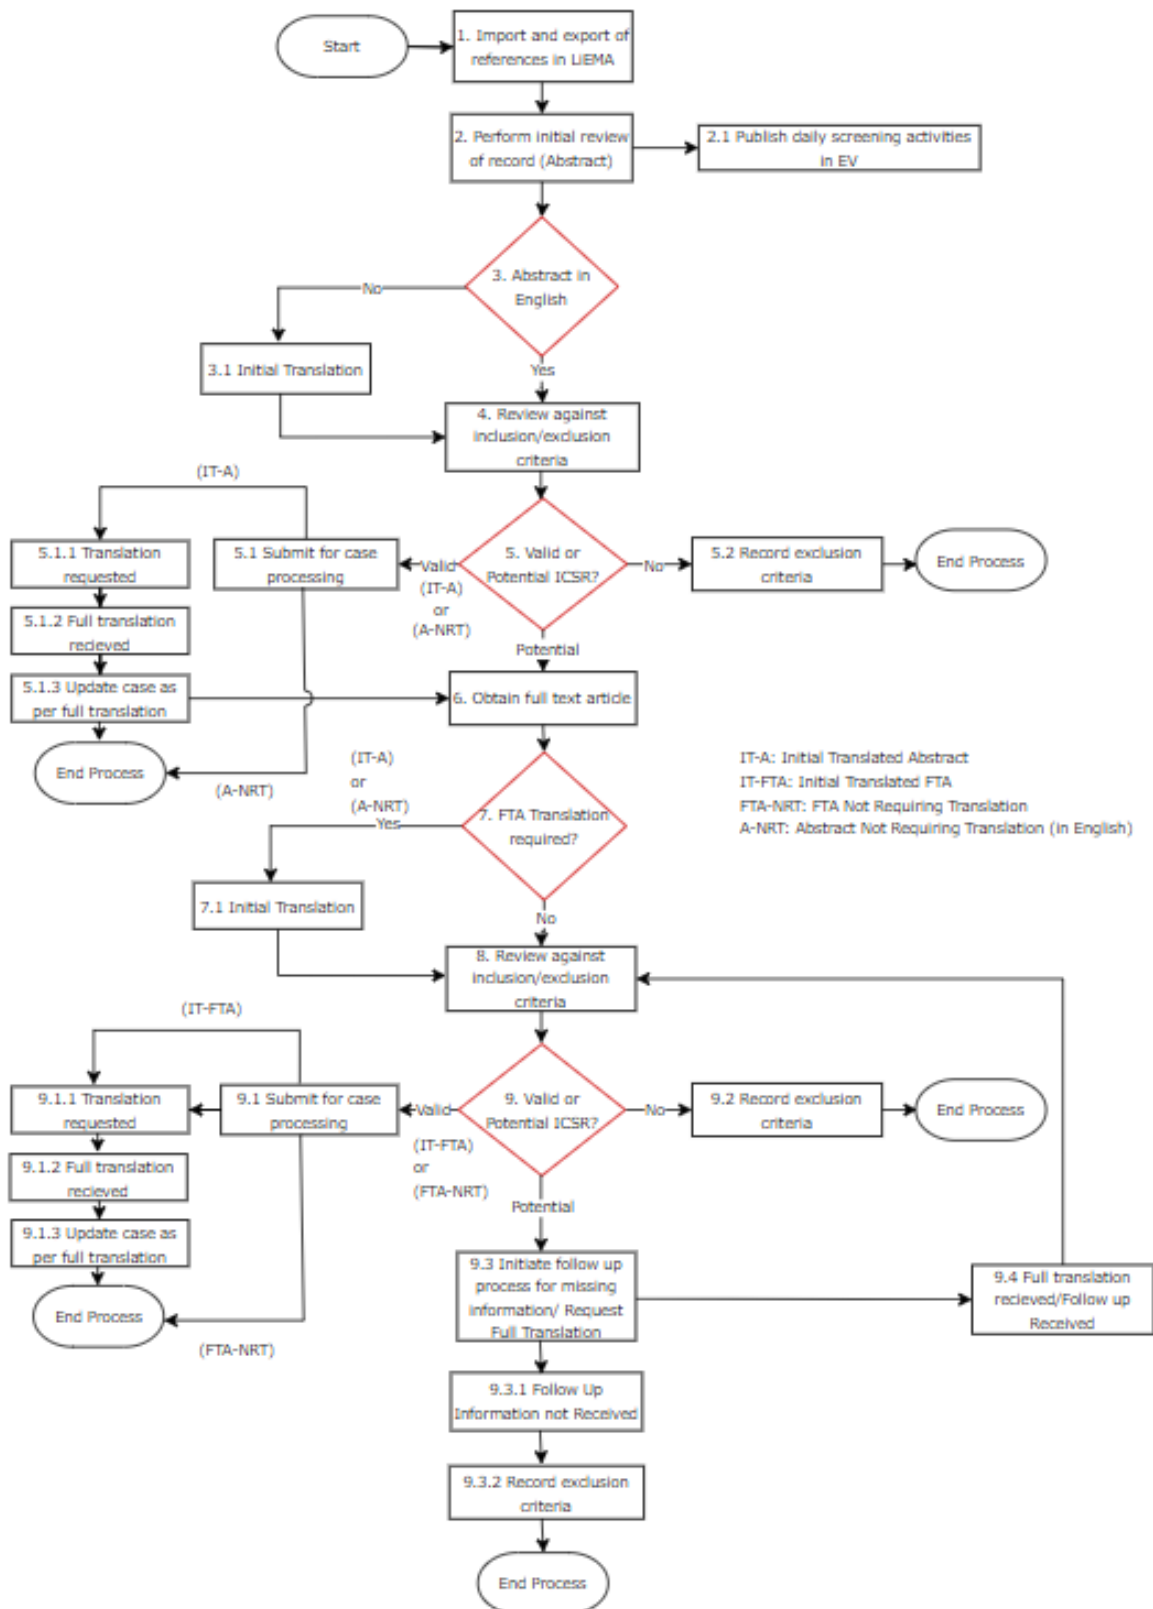 Start
1. Import and export of
references in LiEMA
2. Perform initial review
of record (Abstract)
2.1 Publish daily screening activities
in EV
3. Abstract in
English
No
3.1 Initial Translation
Yes
4. Review against
inclusion/exclusion
criteria
(IT-A)
5.1.1 Translation
requested
5.1 Submit for case
processing
Valid
(IT-A)
or
(A-NRT)
5. Valid or
Potential ICSR?
No
5.2 Record exclusion
criteria
End Process
5.1.2 Full translation
recieved
Potential
5.1.3 Update case as
per full translation
6. Obtain full text article
End Process
(A-NRT)
(IT-A)
or
(A-NRT)
Yes
IT-A: Initial Translated Abstract
IT-FTA: Initial Translated FTA
FTA-NRT: FTA Not Requiring Translation
A-NRT: Abstract Not Requiring Translation (in English)
7. FTA Translation
required?
7.1 Initial Translation
No
8. Review against
inclusion/exclusion
criteria
(IT-FTA)
9.1.1 Translation
requested
9.1 Submit for case
processing
Valid
(IT-FTA)
or
(FTA-NRT)
9. Valid or
Potential ICSR?
No
9.2 Record exclusion
criteria
End Process
9.1.2 Full translation
recieved
Potential
9.1.3 Update case as
per full translation
End Process
(FTA-NRT)
9.3 Initiate follow up
process for missing
information/ Request
Full Translation
9.4 Full translation
recieved/Follow up
Received
9.3.1 Follow Up
Information not Received
9.3.2 Record exclusion
criteria
End Process